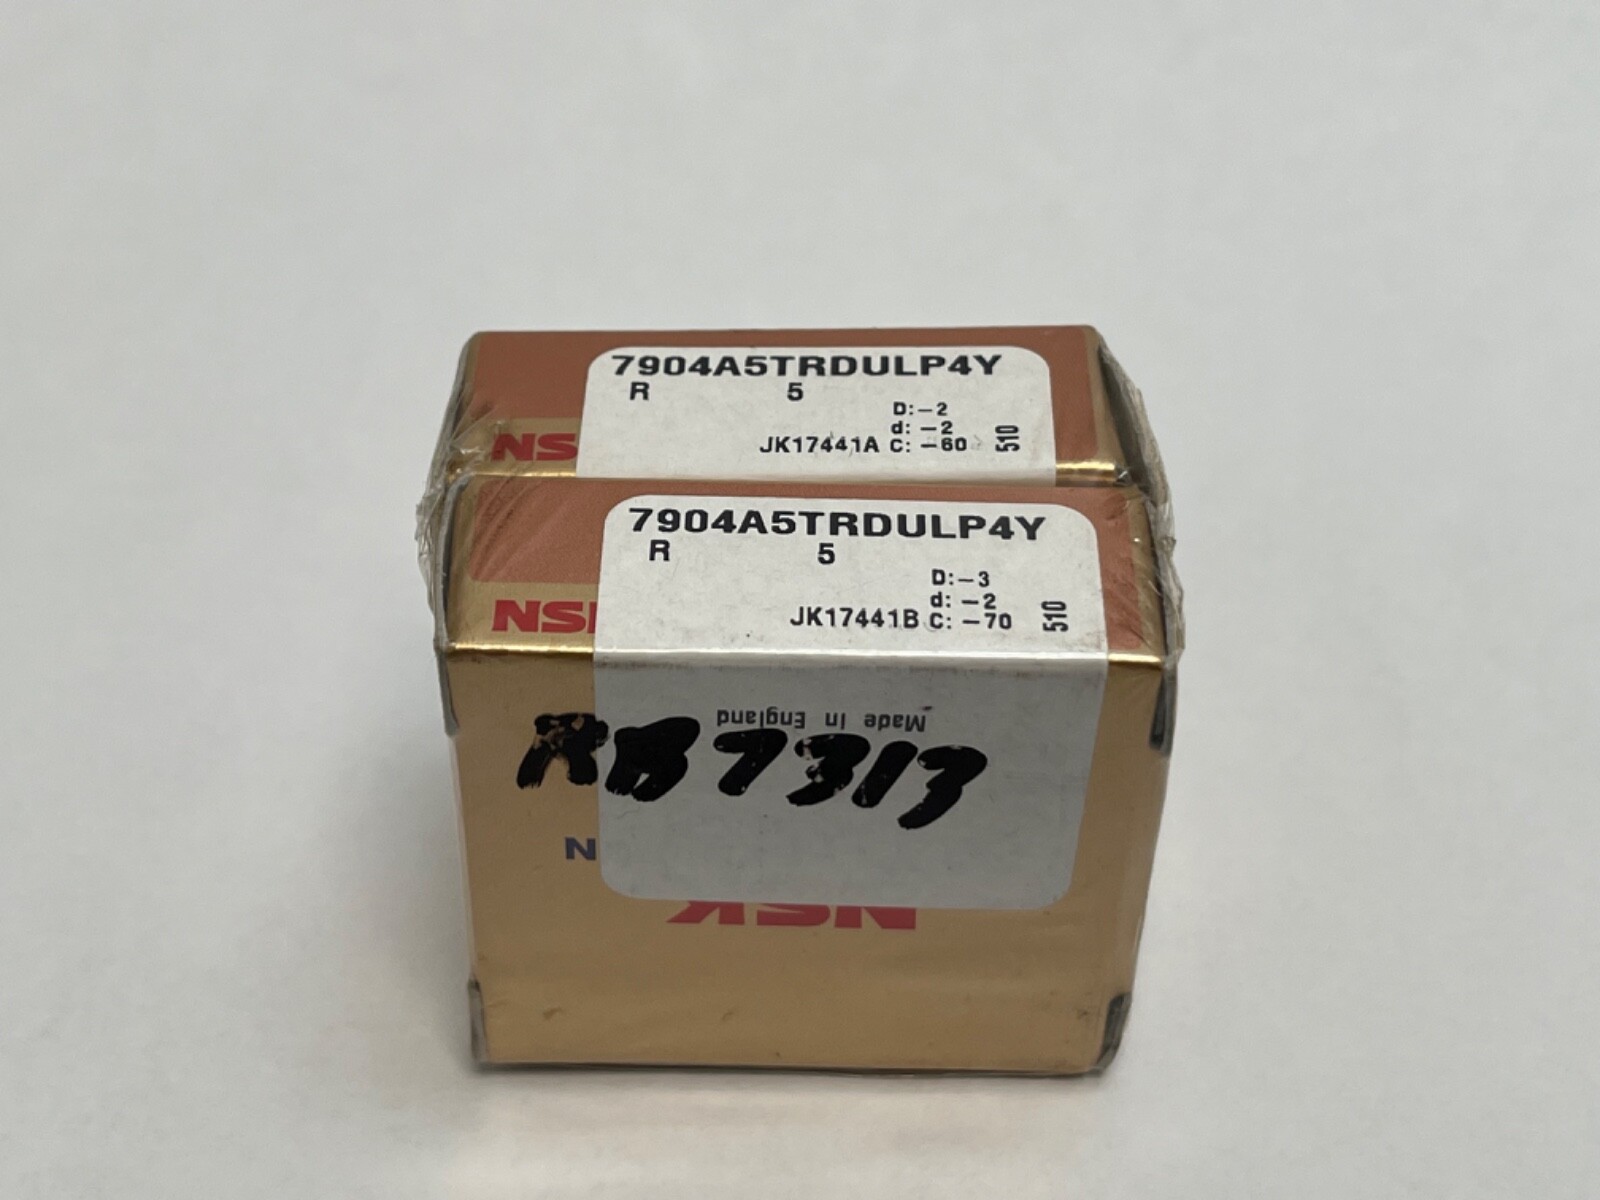 7904A5TRDULP4Y
R 5
D:-2
d: -2
JK17441A C: -60
510
NS
7904A5TRDULP4Y
R 5
D:-3
d: -2
JK17441B C: -70
510
NSK
Made in England
RB7313
N
NSK